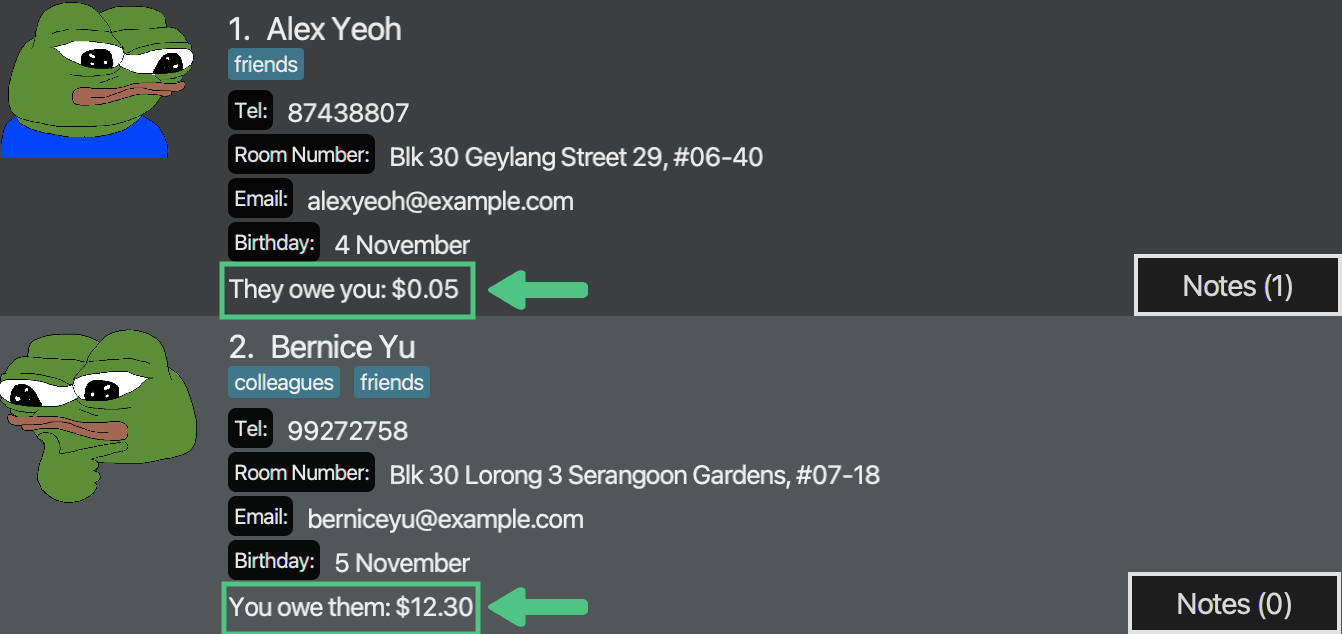 1. Alex Yeoh
friends
Tel: 87438807
Room Number: Blk 30 Geylang Street 29, #06-40
Email: alexyeoh@example.com
Birthday: 4 November
They owe you: $0.05
Notes (1)
2. Bernice Yu
colleagues friends
Tel: 99272758
Room Number: Blk 30 Lorong 3 Serangoon Gardens, #07-18
Email: berniceyu@example.com
Birthday: 5 November
You owe them: $12.30
Notes (0)